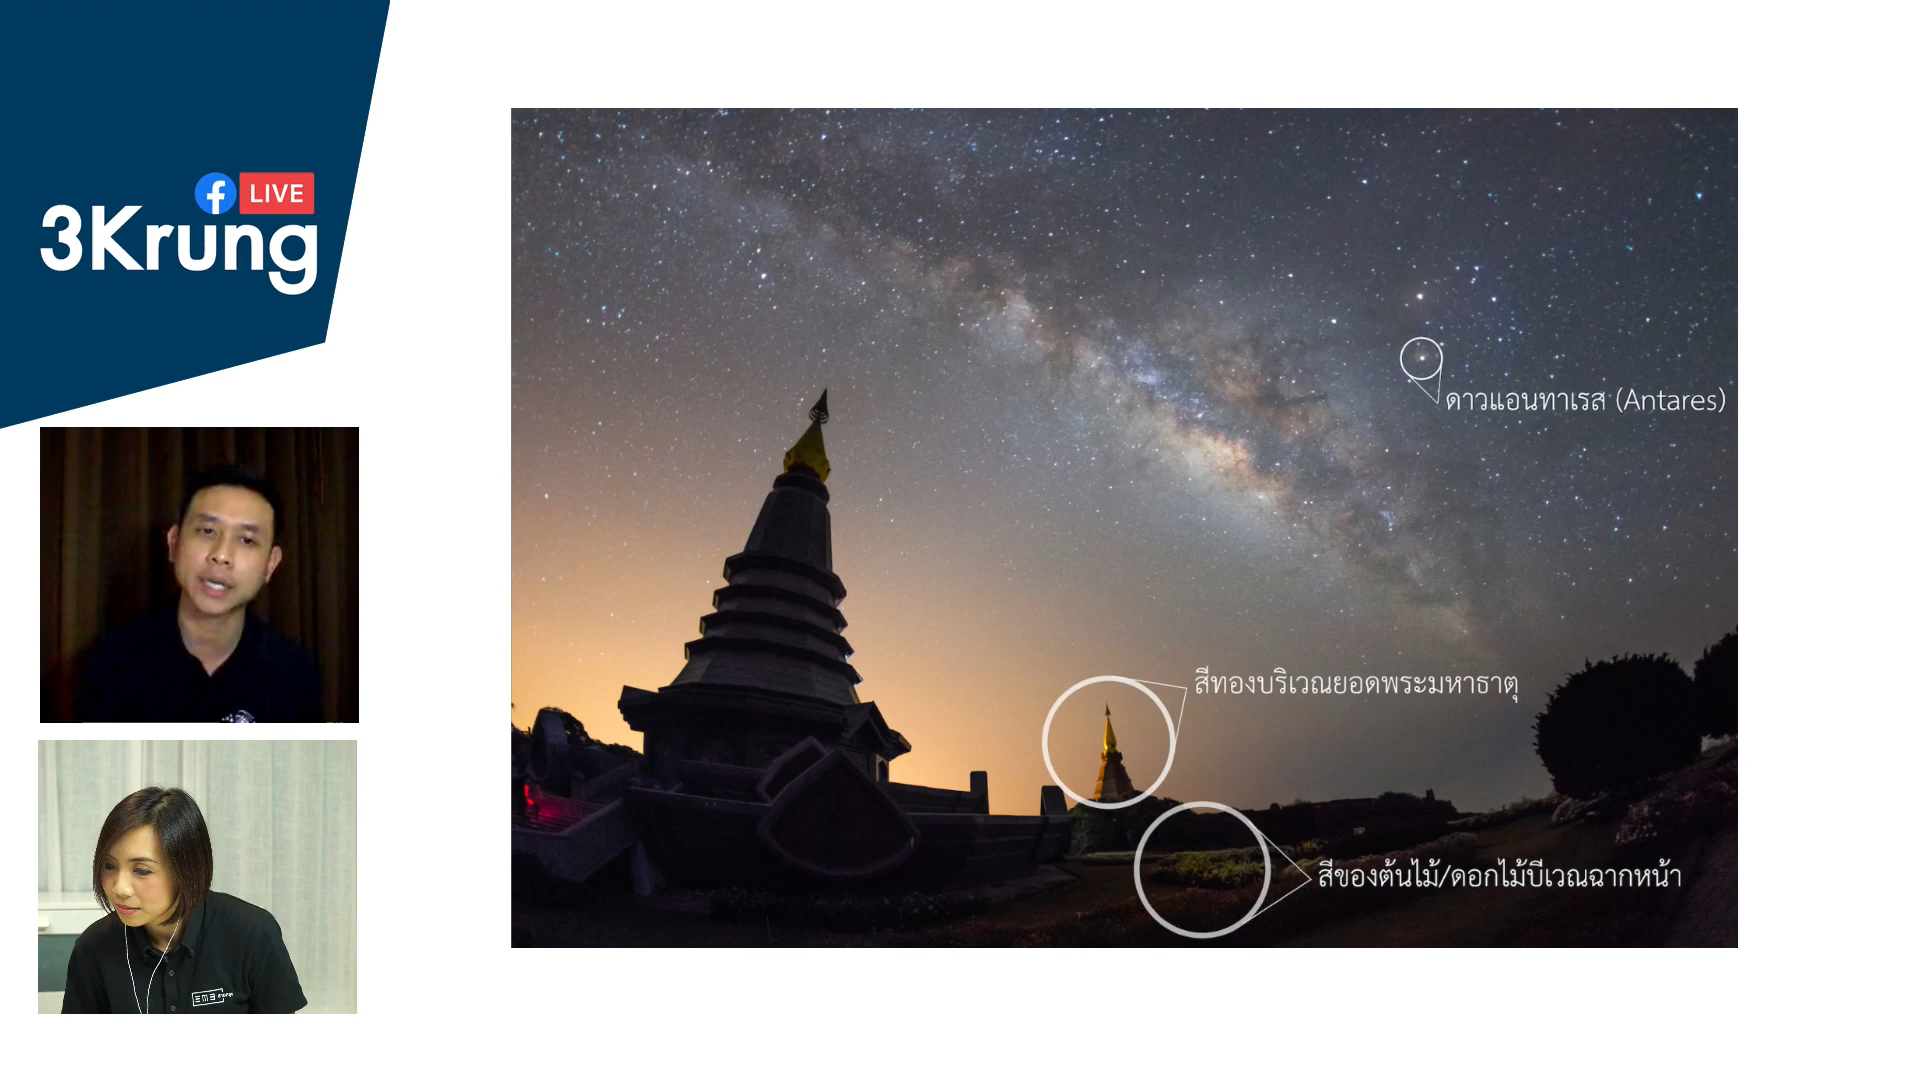 LIVE
3Krung
ดาวแอนทาเรส (Antares)
สีทองบริเวณยอดพระมหาธาตุ
สีของต้นไม้/ดอกไม้บีเวณฉากหน้า